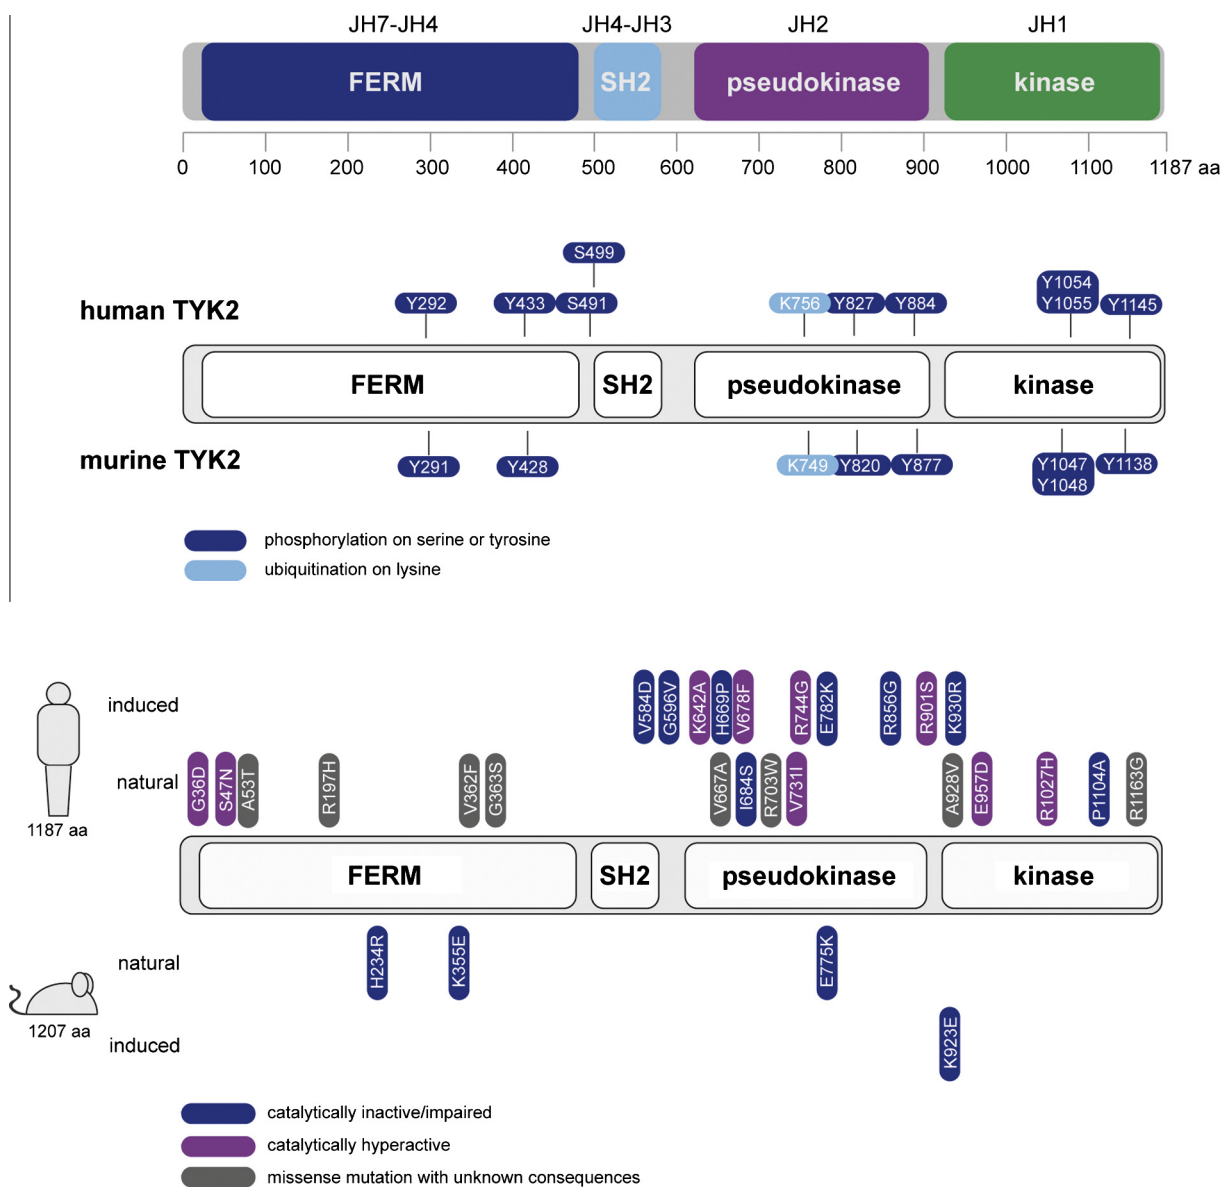 JH7-JH4 JH4-JH3 JH2 JH1
FERM SH2 pseudokinase kinase
0 100 200 300 400 500 600 700 800 900 1000 1100 1187 aa
S499
human TYK2 Y292 Y433 S491 K756 Y827 Y884 Y1054 Y1055 Y1145
FERM SH2 pseudokinase kinase
murine TYK2 Y291 Y428 K749 Y820 Y877 Y1047 Y1048 Y1138
phosphorylation on serine or tyrosine
ubiquitination on lysine
induced V584D G596V K642A H669P V678F R744G E782K R856G R901S K930R
natural G36D S47N A53T R197H V362F G363S V667A I684S R703W V731I A928V E957D R1027H P1104A R1163G
1187 aa
FERM SH2 pseudokinase kinase
natural H234R K355E E775K
1207 aa
induced K923E
catalytically inactive/impaired
catalytically hyperactive
missense mutation with unknown consequences